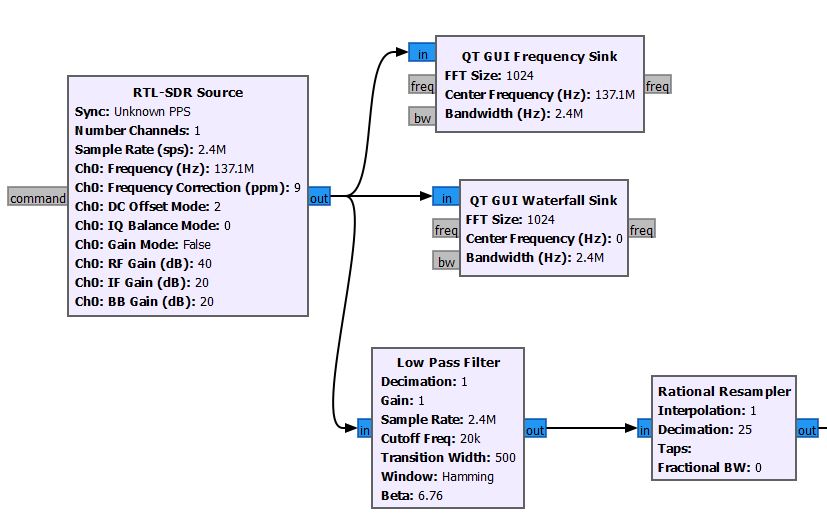 RTL-SDR Source
Sync: Unknown PPS
Number Channels: 1
Sample Rate (sps): 2.4M
Ch0: Frequency (Hz): 137.1M
Ch0: Frequency Correction (ppm): 9
Ch0: DC Offset Mode: 2
Ch0: IQ Balance Mode: 0
Ch0: Gain Mode: False
Ch0: RF Gain (dB): 40
Ch0: IF Gain (dB): 20
Ch0: BB Gain (dB): 20
command
out
in
freq
bw
QT GUI Frequency Sink
FFT Size: 1024
Center Frequency (Hz): 137.1M
Bandwidth (Hz): 2.4M
freq
in
freq
bw
QT GUI Waterfall Sink
FFT Size: 1024
Center Frequency (Hz): 0
Bandwidth (Hz): 2.4M
freq
in
Low Pass Filter
Decimation: 1
Gain: 1
Sample Rate: 2.4M
Cutoff Freq: 20k
Transition Width: 500
Window: Hamming
Beta: 6.76
out
in
Rational Resampler
Interpolation: 1
Decimation: 25
Taps:
Fractional BW: 0
out